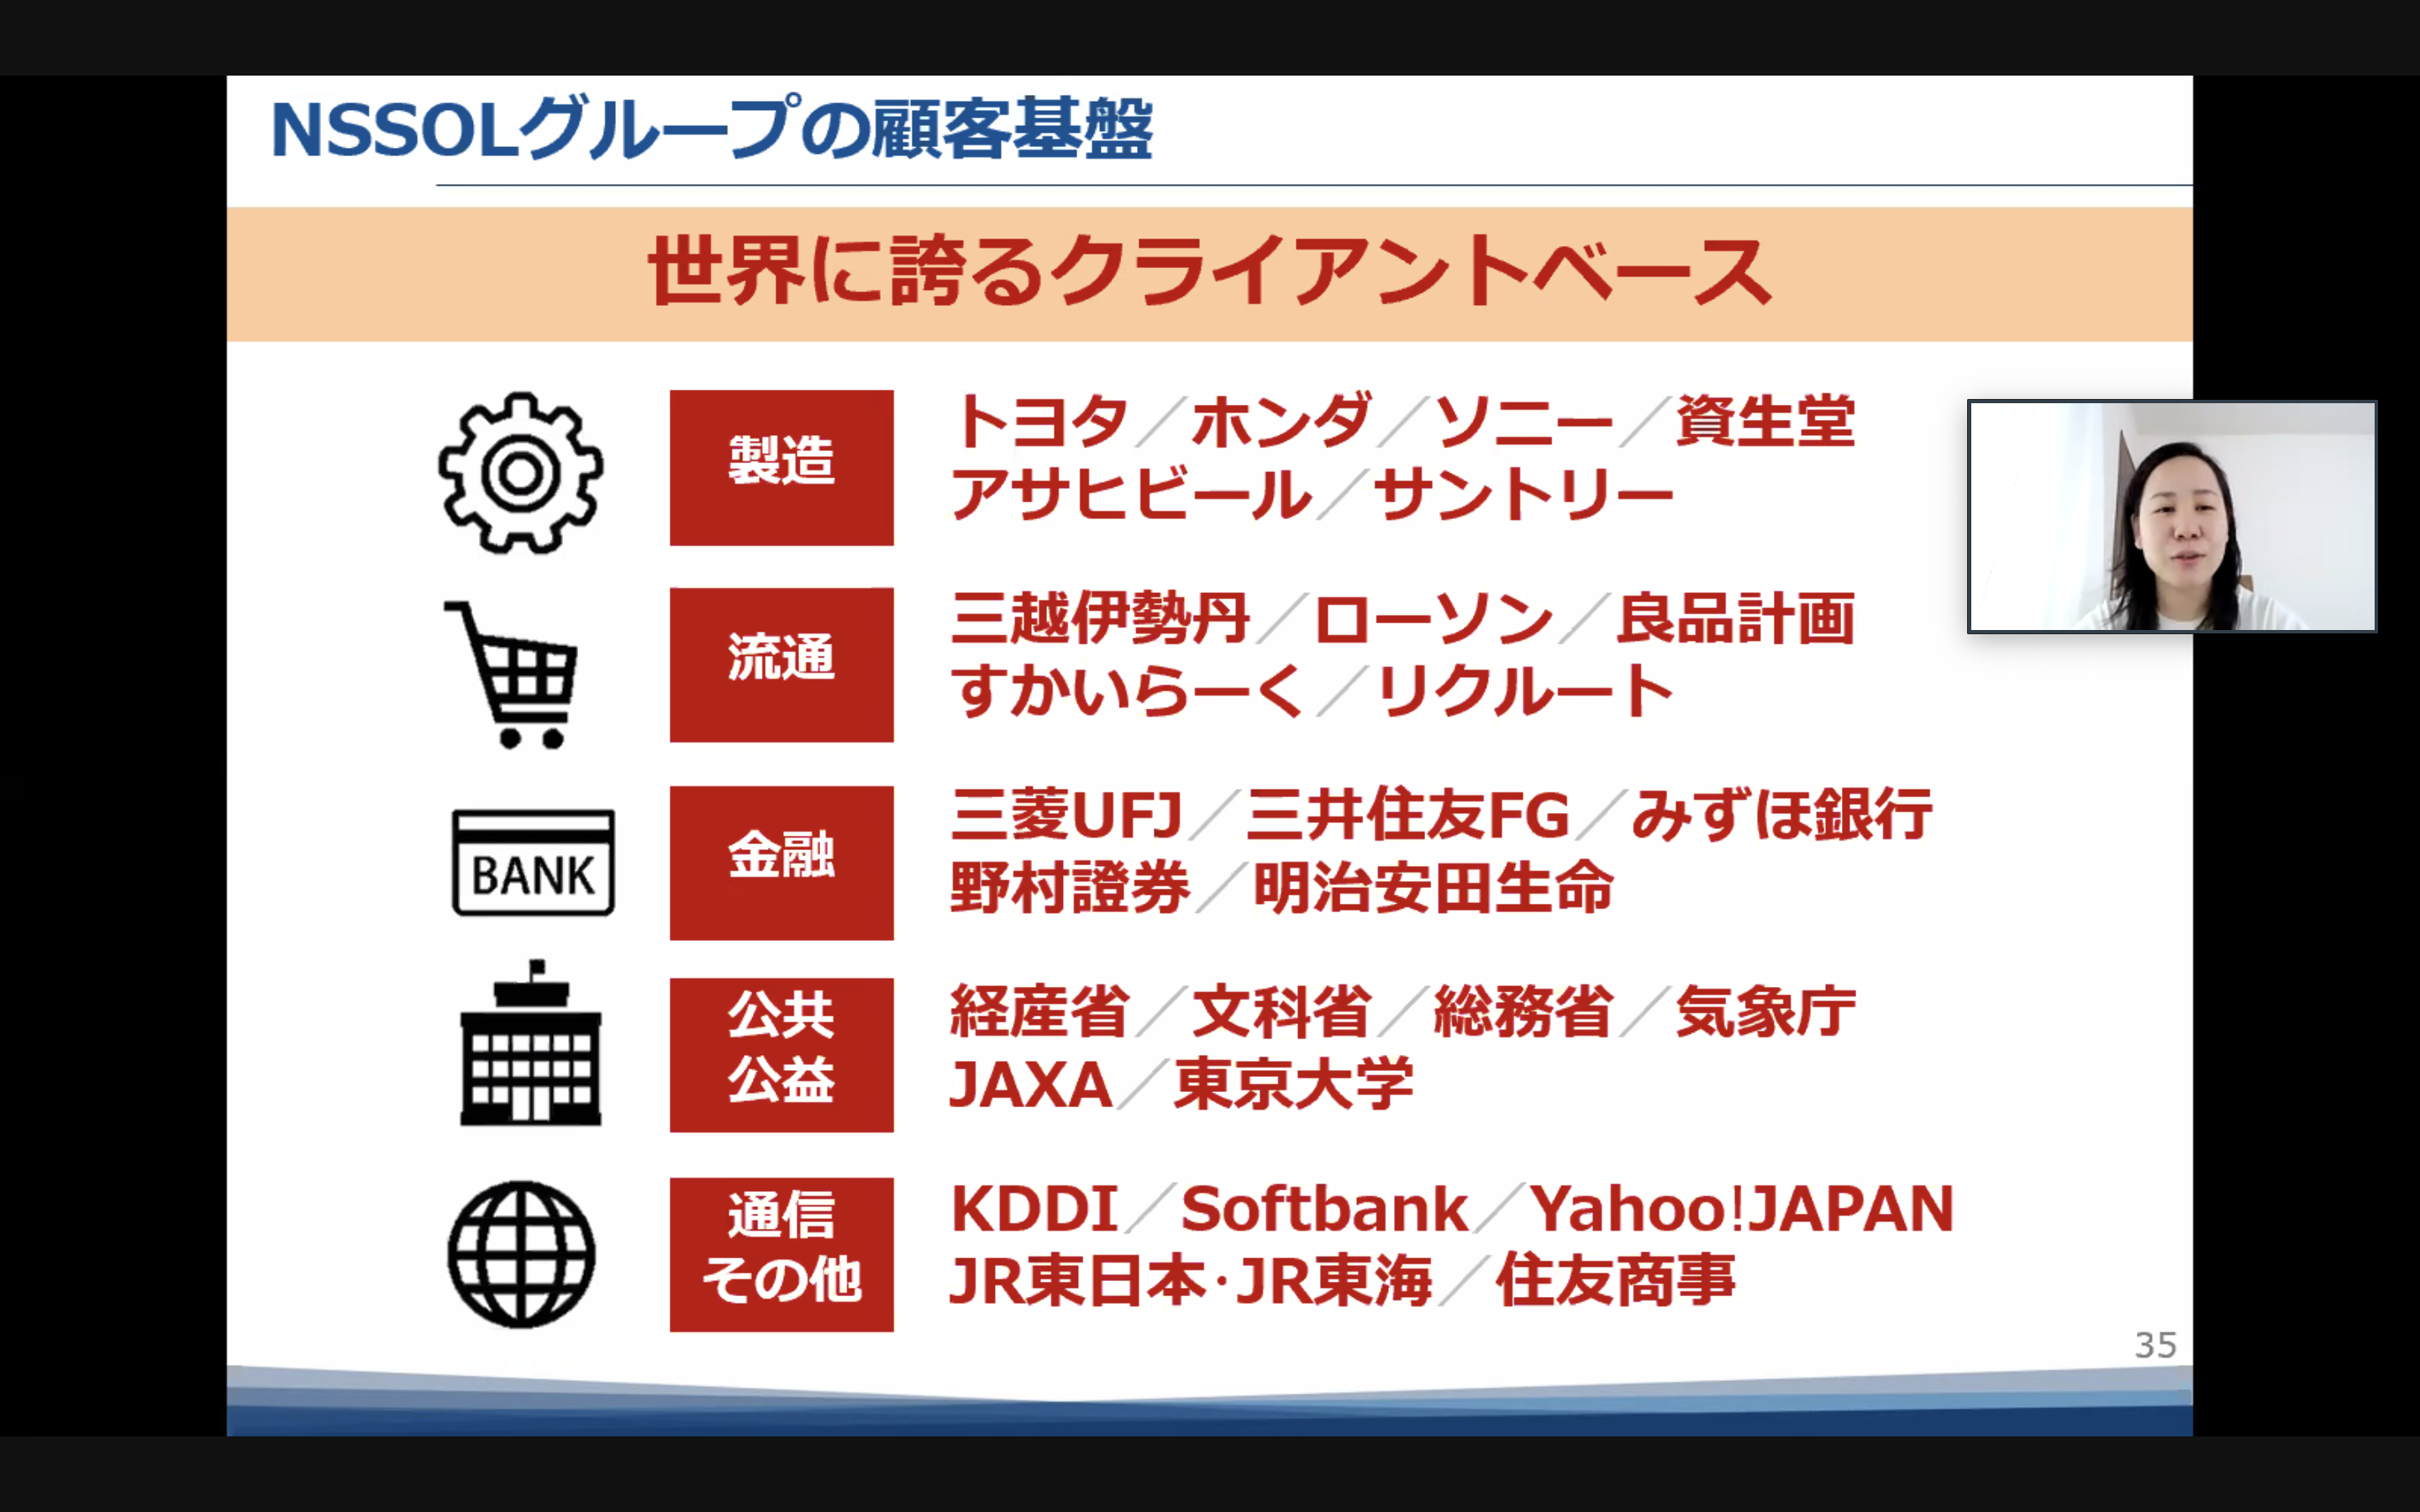 NSSOLグループの顧客基盤
世界に誇るクライアントベース
製造
トヨタ／ホンダ／ソニー／資生堂
アサヒビール／サントリー
流通
三越伊勢丹／ローソン／良品計画
すかいらーく／リクルート
BANK
金融
三菱UFJ／三井住友FG／みずほ銀行
野村證券／明治安田生命
公共
公益
経産省／文科省／総務省／気象庁
JAXA／東京大学
通信
その他
KDDI／Softbank／Yahoo!JAPAN
JR東日本・JR東海／住友商事
35